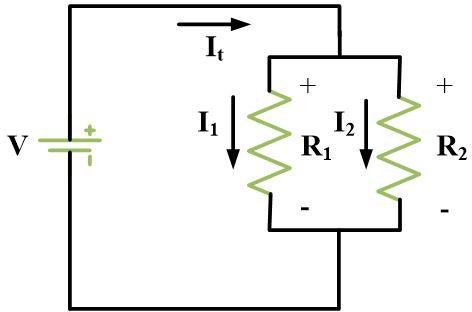 It
+ +
I1 I2
V + R1 R2
-
- -